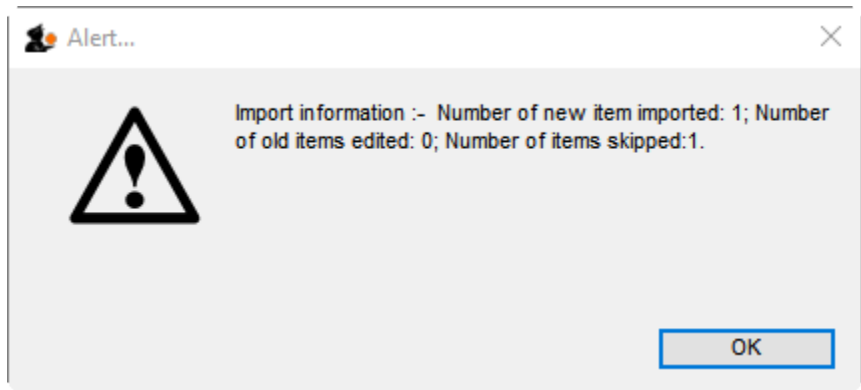 Alert...
Import information :-  Number of new item imported: 1; Number
of old items edited: 0; Number of items skipped:1.
OK